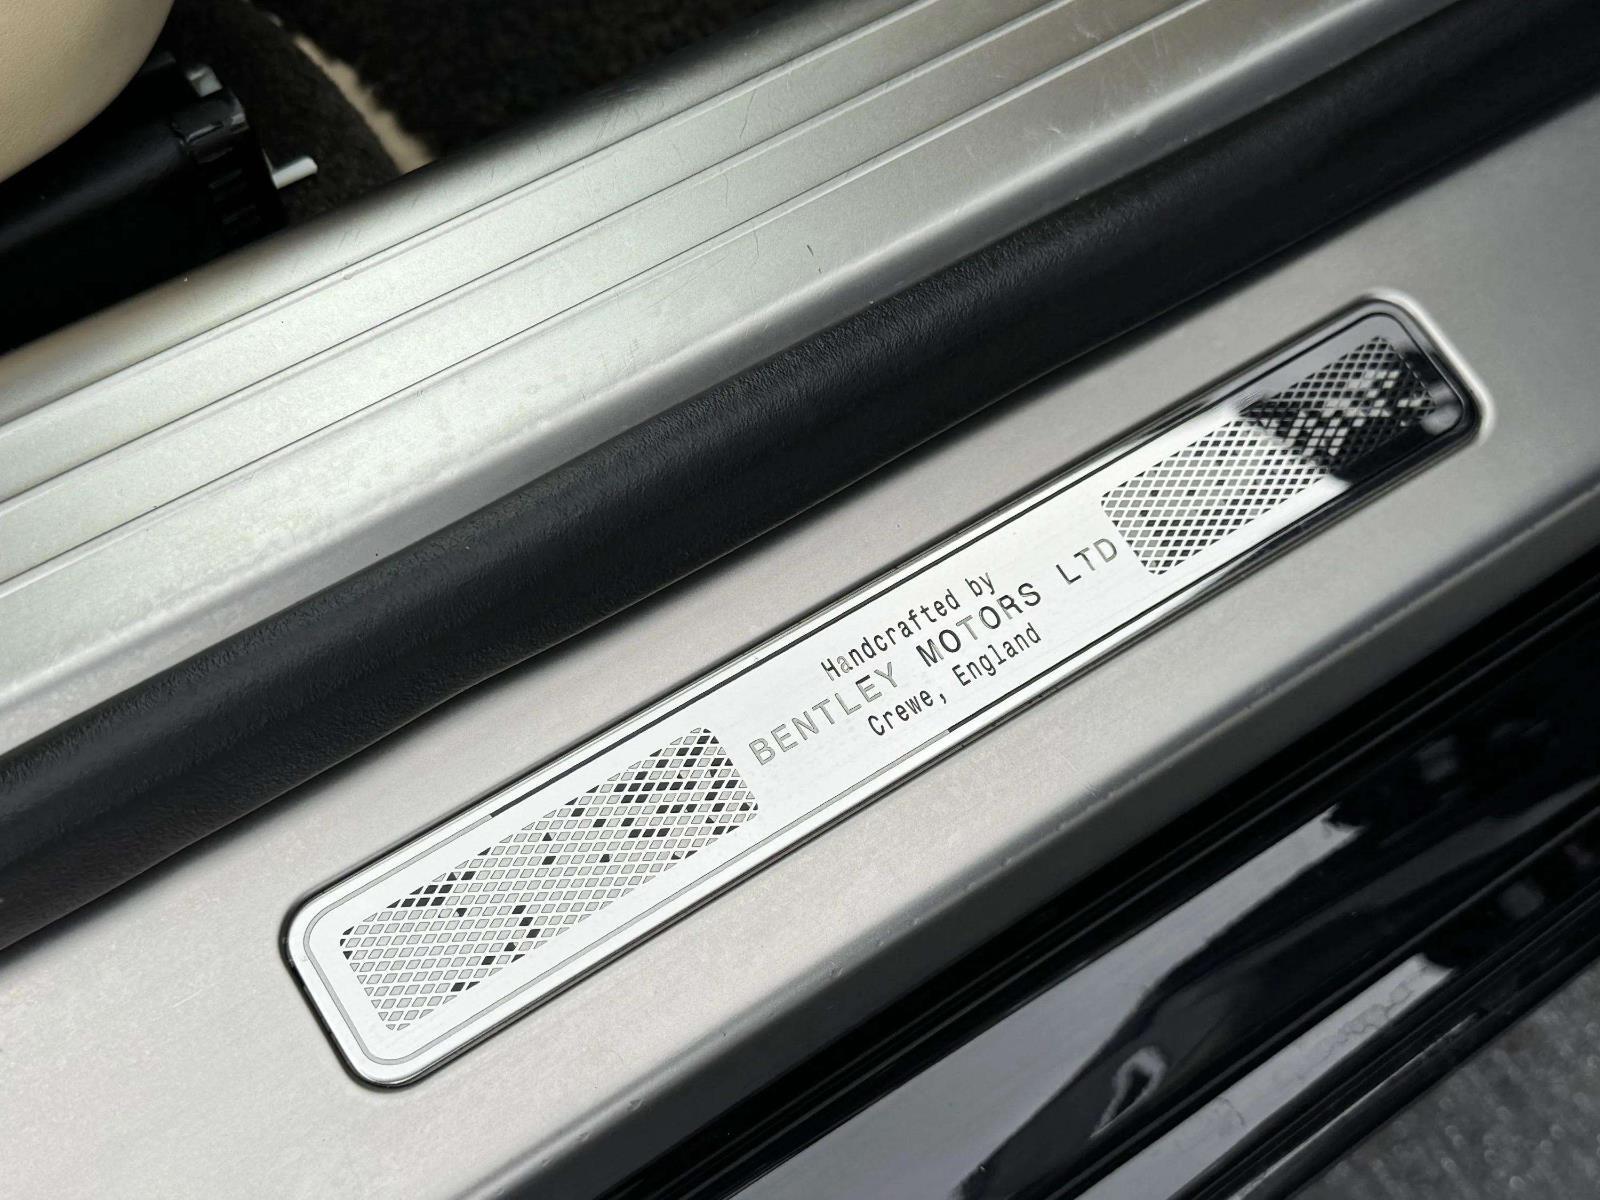 Handcrafted by
BENTLEY MOTORS LTD
Crewe, England